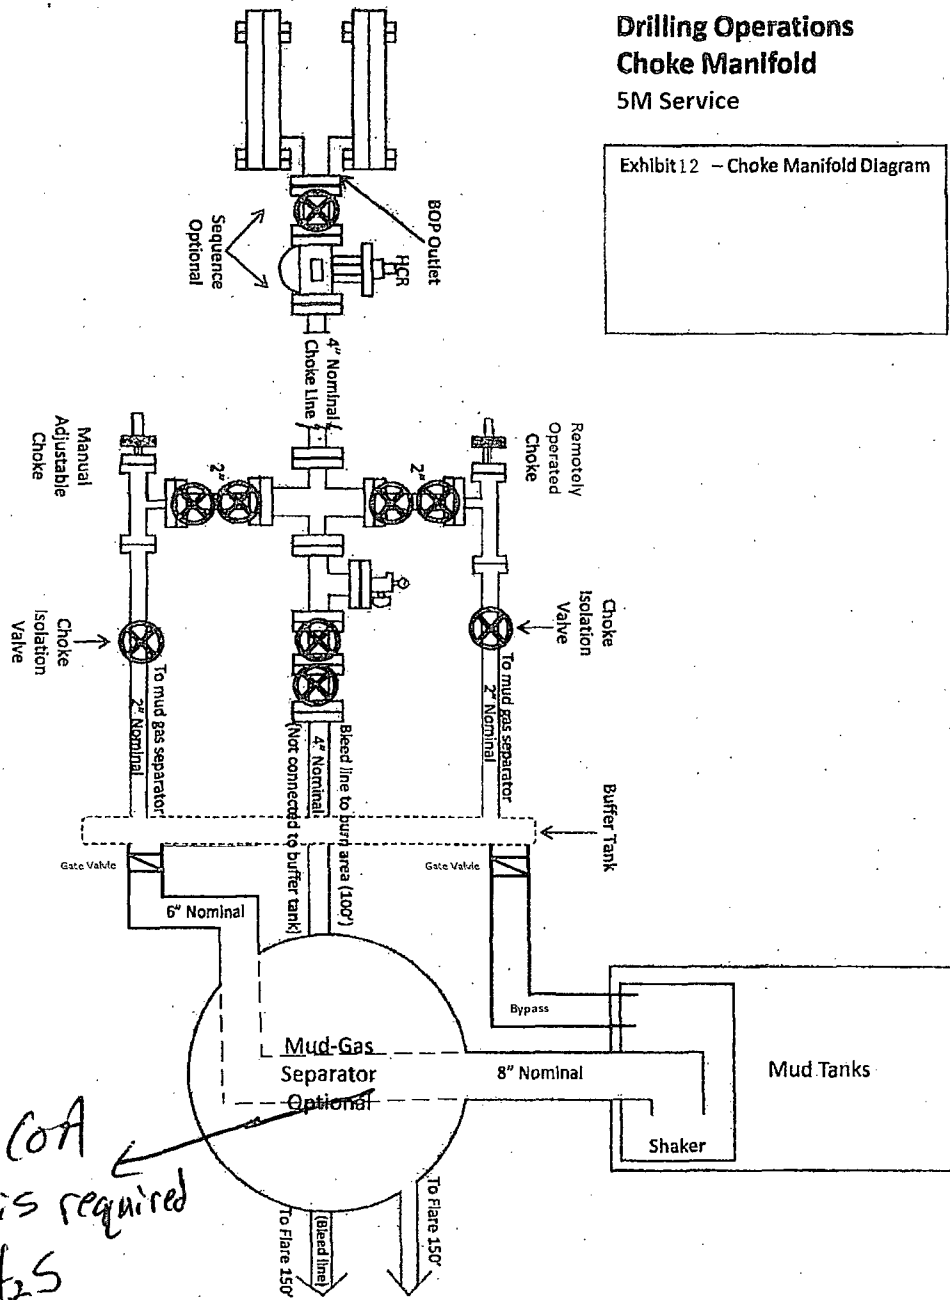 Drilling Operations
Choke Manifold
5M Service
Exhibit 12 – Choke Manifold Diagram
BOP Outlet
HCR
Sequence
Optional
4" Nominal
Choke Line
Manual
Adjustable
Choke
2"
2"
Remotely
Operated
Choke
Choke
Isolation
Valve
Choke
Isolation
Valve
To mud gas separator
2" Nominal
Bleed line to burn area (100')
4" Nominal
(Not connected to buffer tank)
To mud gas separator
2" Nominal
Buffer Tank
Gate Valve
Gate Valve
6" Nominal
Bypass
Mud-Gas
Separator
Optional
8" Nominal
Mud Tanks
Shaker
COA
is required
H₂S
To Flare 150'
(Bleed line)
To Flare 150'